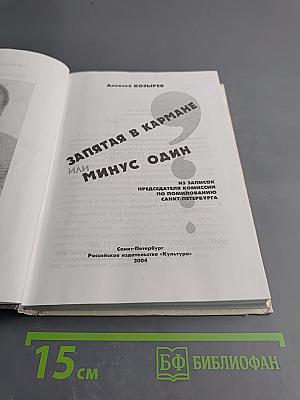 Алексей КОЗЫРЕВ
ЗАПЯТАЯ В КАРМАНЕ
ИЛИ
МИНУС ОДИН
ИЗ ЗАПИСОК
ПРЕДСЕДАТЕЛЯ КОМИССИИ
ПО ПОМИЛОВАНИЮ
САНКТ-ПЕТЕРБУРГА
Санкт-Петербург
Российское издательство «Культура»
2004
15 см
БФ БИБЛИОФАН